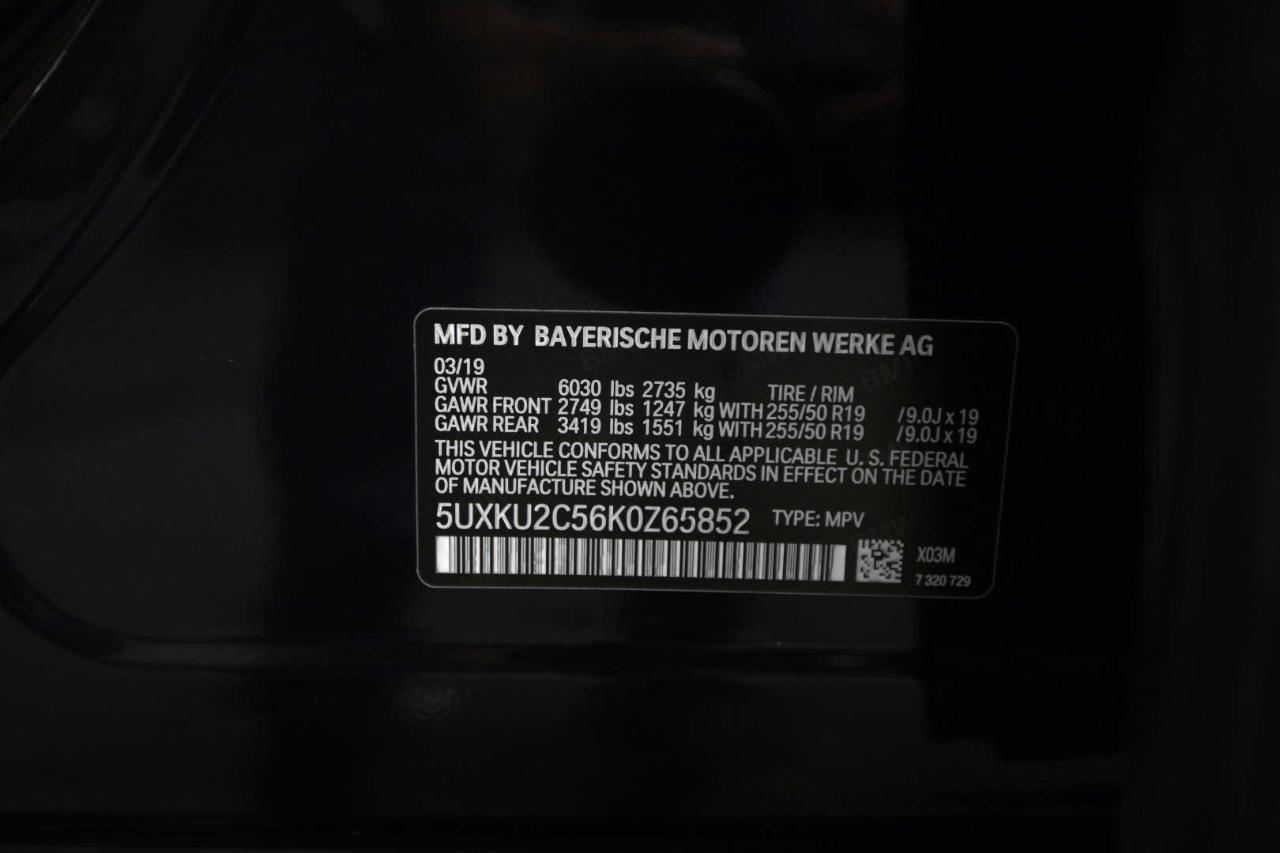 MFD BY BAYERISCHE MOTOREN WERKE AG
03/19
GVWR 6030 lbs 2735 kg TIRE / RIM
GAWR FRONT 2749 lbs 1247 kg WITH 255/50 R19 /9.0J x 19
GAWR REAR 3419 lbs 1551 kg WITH 255/50 R19 /9.0J x 19
THIS VEHICLE CONFORMS TO ALL APPLICABLE U. S. FEDERAL
MOTOR VEHICLE SAFETY STANDARDS IN EFFECT ON THE DATE
OF MANUFACTURE SHOWN ABOVE.
5UXKU2C56K0Z65852 TYPE: MPV
X03M
7 320 729